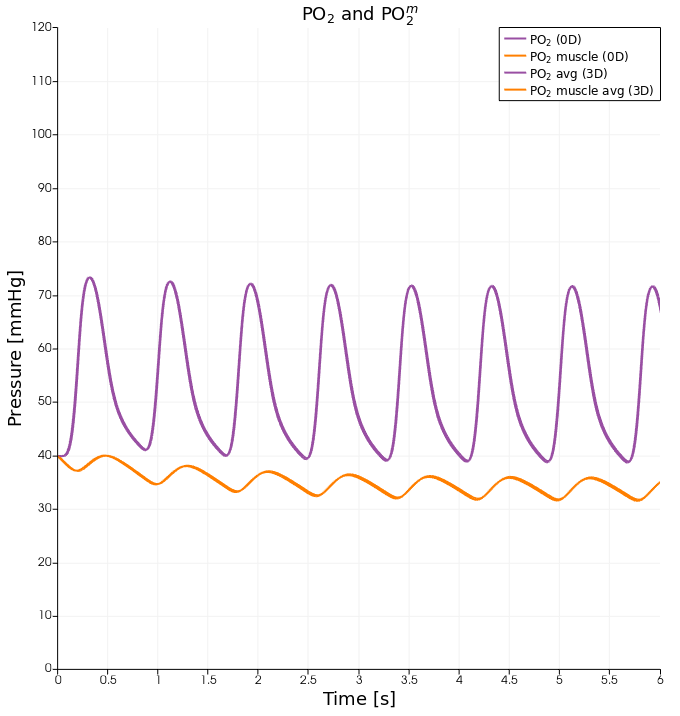 PO₂ and PO₂ᵐ
PO₂ (0D)
PO₂ muscle (0D)
PO₂ avg (3D)
PO₂ muscle avg (3D)
Pressure [mmHg]
120
110
100
90
80
70
60
50
40
30
20
10
0
0 0.5 1 1.5 2 2.5 3 3.5 4 4.5 5 5.5 6
Time [s]